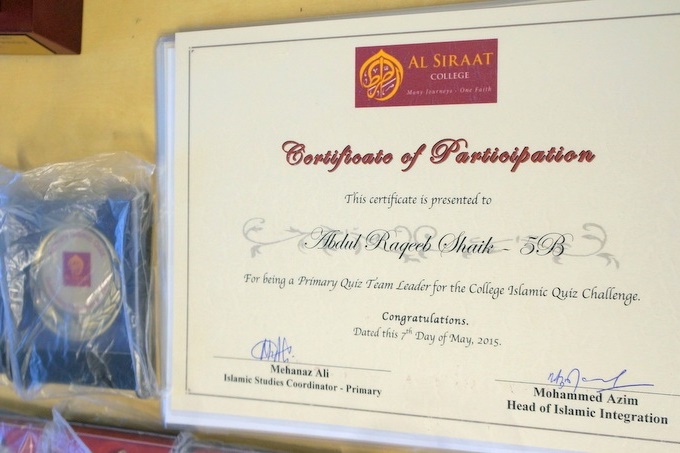 AL SIRAAT
COLLEGE
Many Journeys - One Faith
Certificate of Participation
This certificate is presented to
Abdul Raqeeb Shaik - 5B
For being a Primary Quiz Team Leader for the College Islamic Quiz Challenge.
Congratulations.
Dated this 7th Day of May, 2015.
Mehanaz Ali
Islamic Studies Coordinator - Primary
Mohammed Azim
Head of Islamic Integration